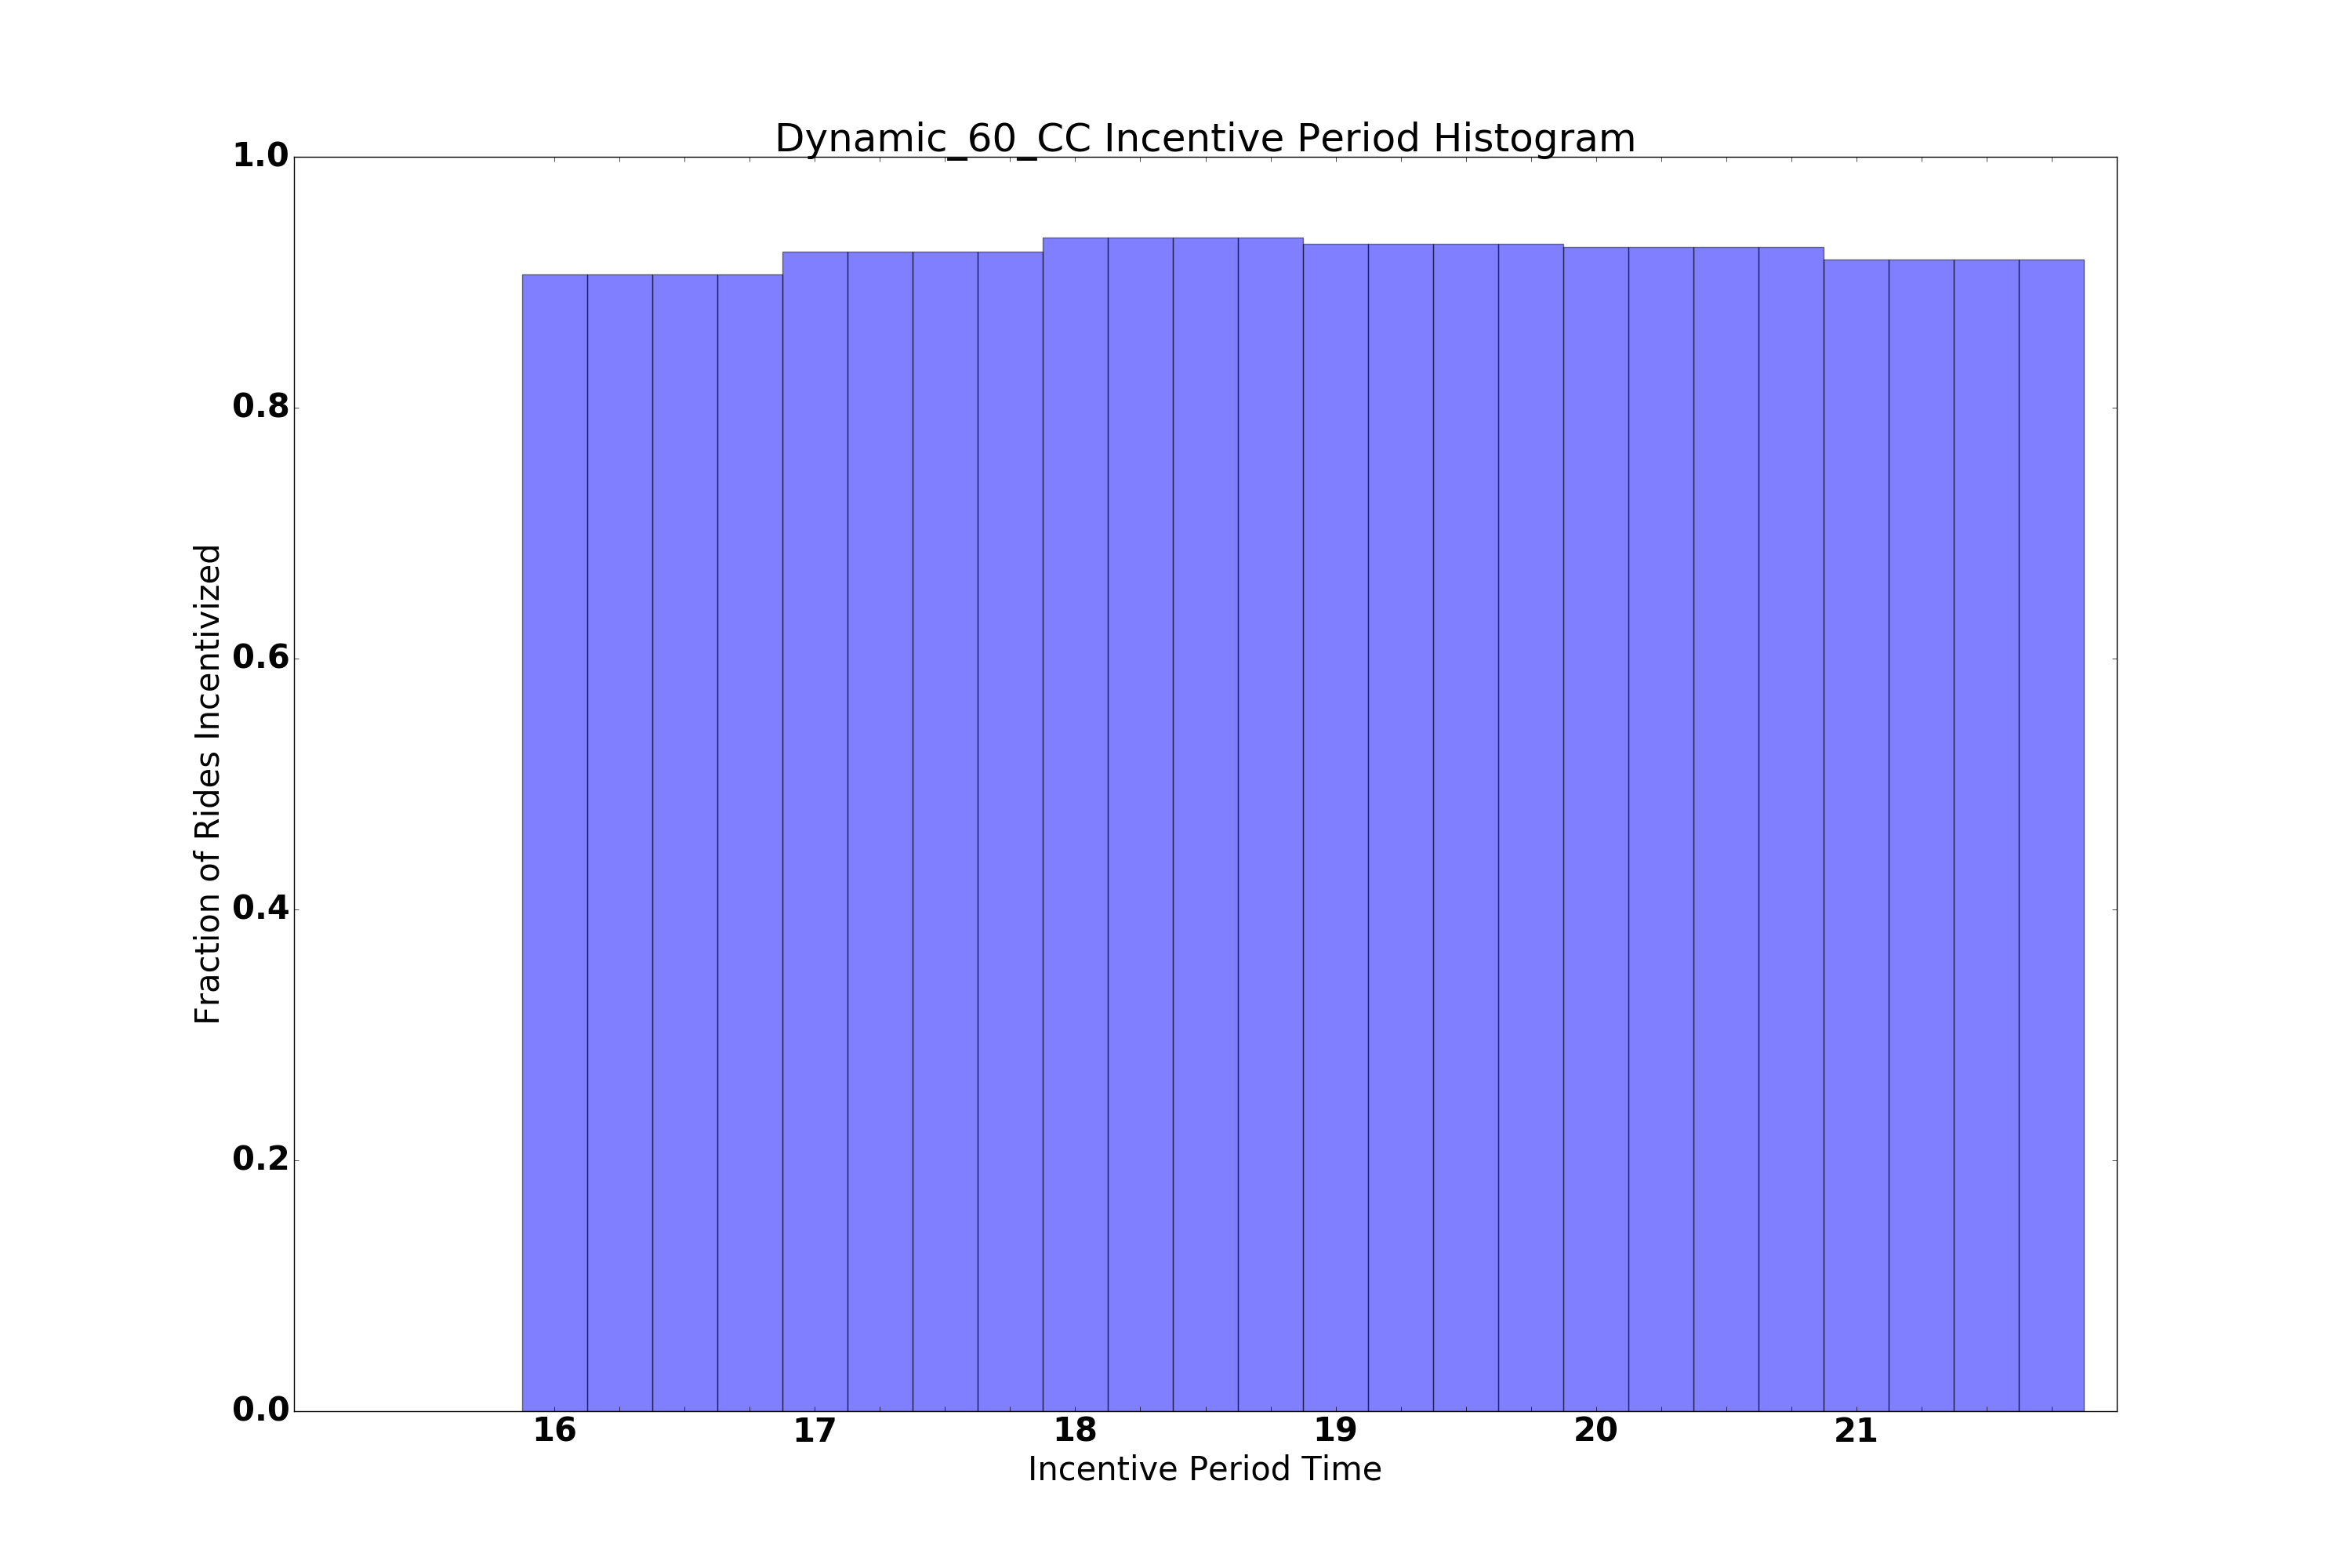 Dynamic_60_CC Incentive Period Histogram
1.0
0.8
0.6
0.4
0.2
0.0
Fraction of Rides Incentivized
16 17 18 19 20 21
Incentive Period Time